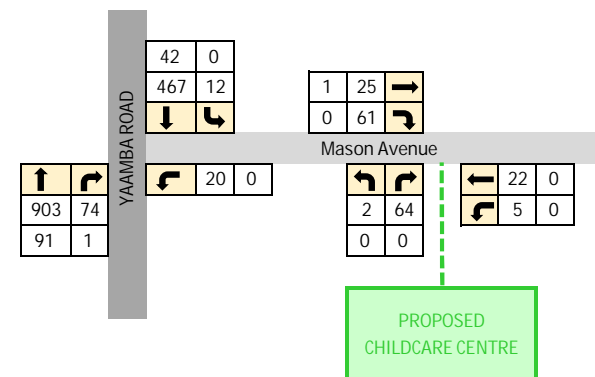 42 0
467 12
1 25
0 61
YAAMBA ROAD
Mason Avenue
20 0
903 74
91 1
2 64
0 0
22 0
5 0
PROPOSED
CHILDCARE CENTRE